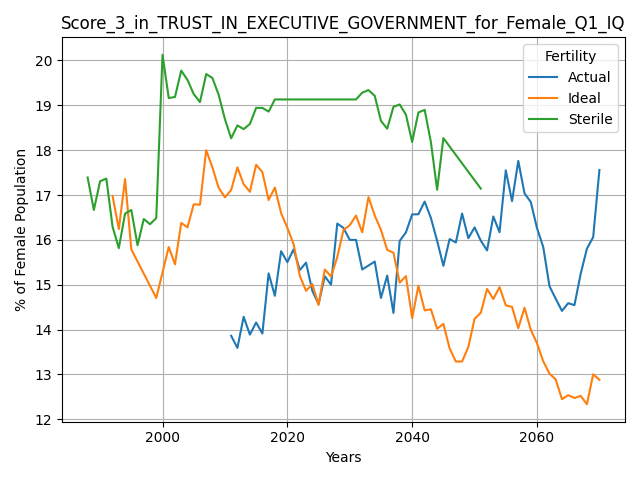 Score_3_in_TRUST_IN_EXECUTIVE_GOVERNMENT_for_Female_Q1_IQ
Fertility
Actual
Ideal
Sterile
% of Female Population
20
19
18
17
16
15
14
13
12
2000
2020
2040
2060
Years